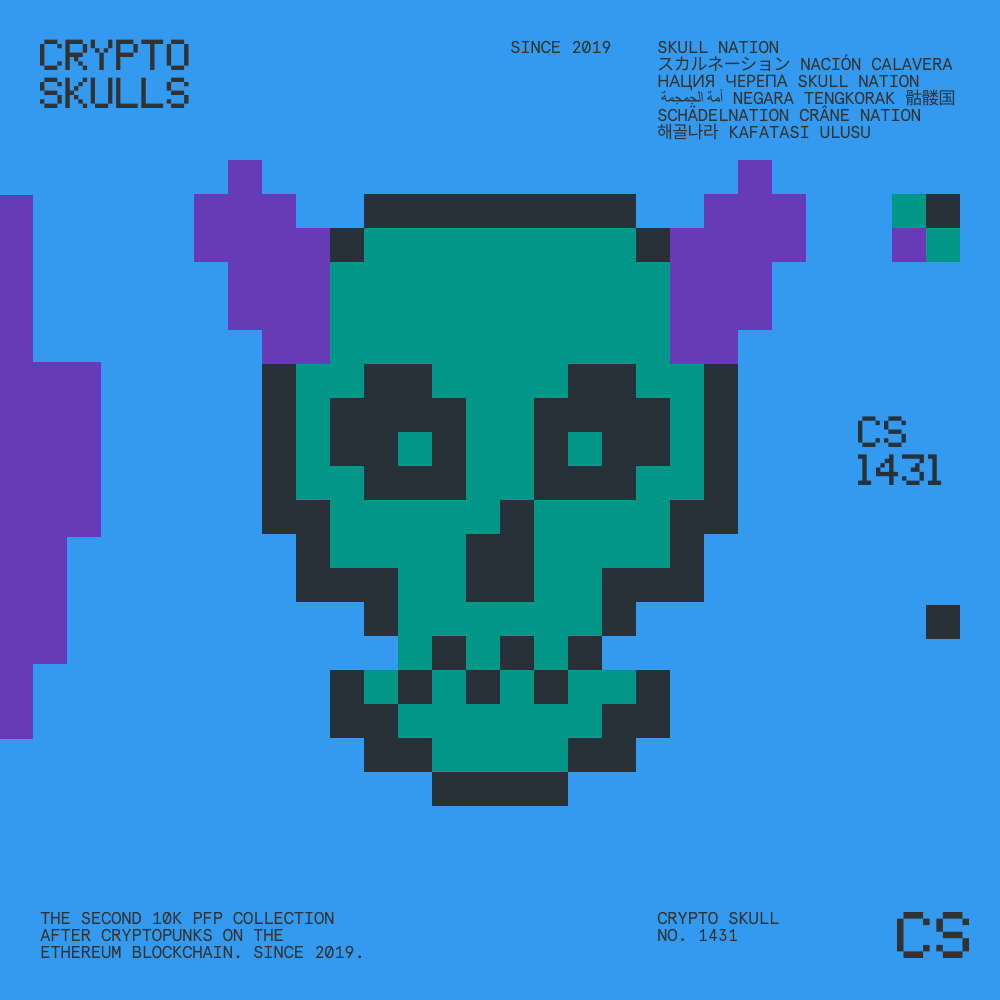 CRYPTO
SKULLS
SINCE 2019
SKULL NATION
スカルネーション NACIÓN CALAVERA
НАЦИЯ ЧЕРЕПА SKULL NATION
أمة الجمجمة NEGARA TENGKORAK 骷髅国
SCHÄDELNATION CRÂNE NATION
해골나라 KAFATASI ULUSU
CS
1431
THE SECOND 10K PFP COLLECTION
AFTER CRYPTOPUNKS ON THE
ETHEREUM BLOCKCHAIN. SINCE 2019.
CRYPTO SKULL
NO. 1431
CS